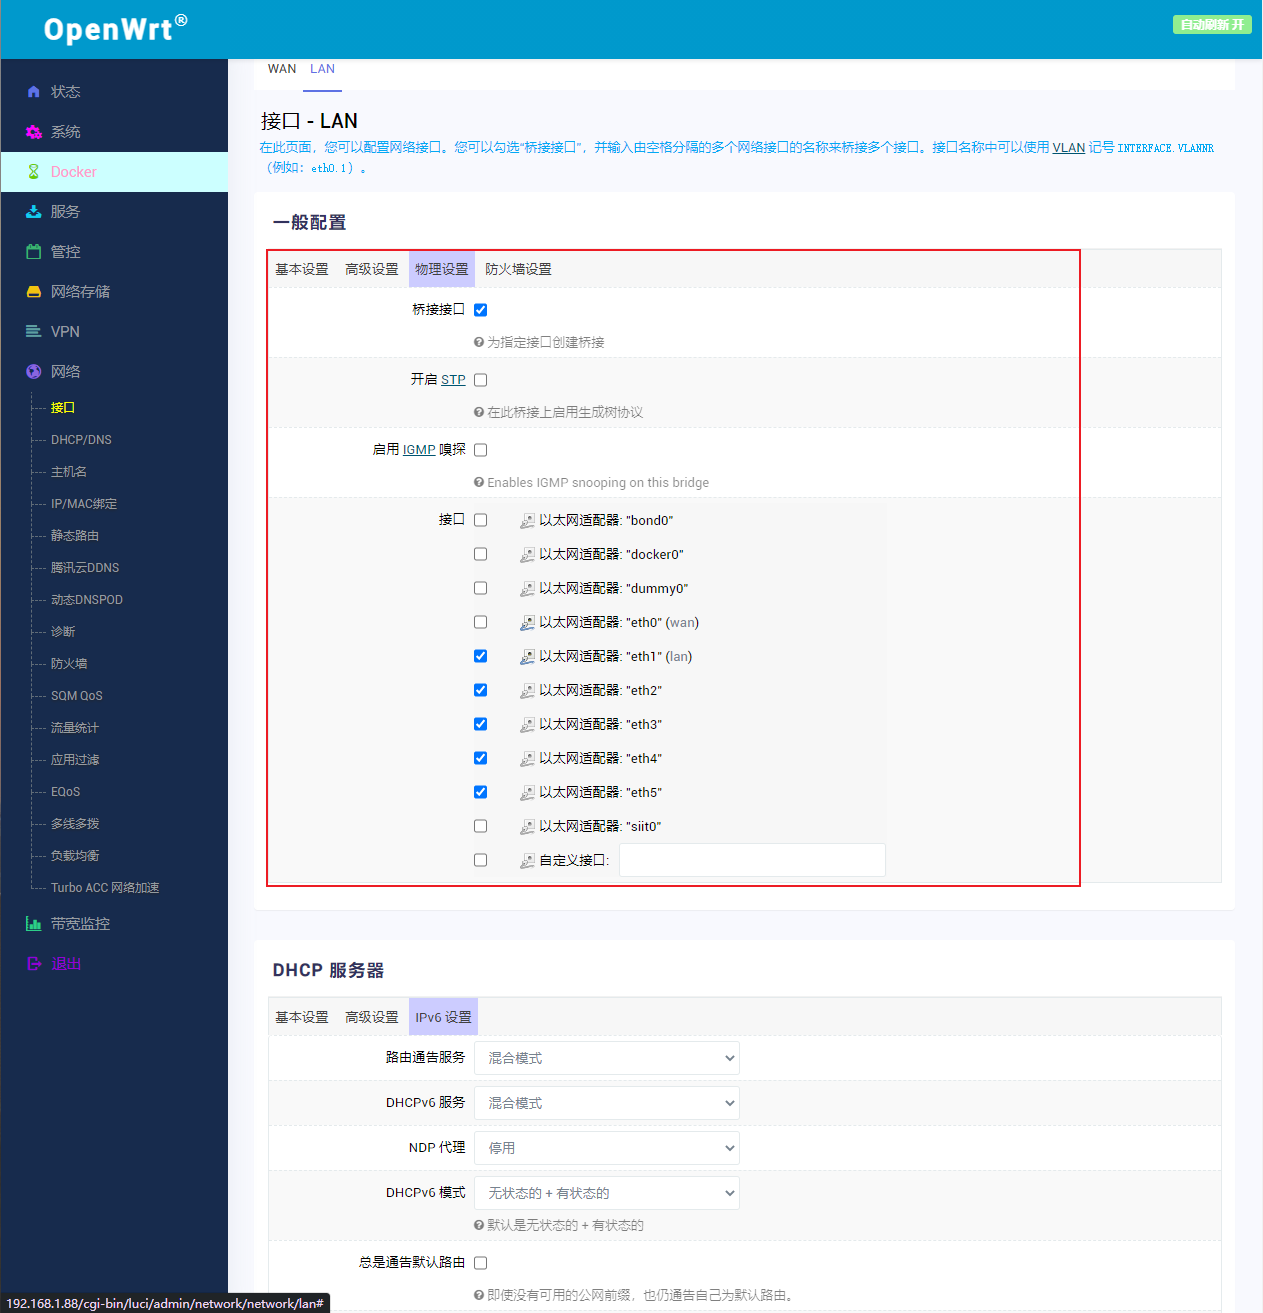 OpenWrt®
自动刷新 开
状态
系统
Docker
服务
管控
网络存储
VPN
网络
接口
DHCP/DNS
主机名
IP/MAC绑定
静态路由
腾讯云DDNS
动态DNSPOD
诊断
防火墙
SQM QoS
流量统计
应用过滤
EQoS
多线多拨
负载均衡
Turbo ACC 网络加速
带宽监控
退出
WAN LAN
接口 - LAN
在此页面，您可以配置网络接口。您可以勾选“桥接接口”，并输入由空格分隔的多个网络接口的名称来桥接多个接口。接口名称中可以使用 VLAN 记号 INTERFACE.VLANNR
（例如：eth0.1）。
一般配置
基本设置 高级设置 物理设置 防火墙设置
桥接接口
为指定接口创建桥接
开启 STP
在此桥接上启用生成树协议
启用 IGMP 嗅探
Enables IGMP snooping on this bridge
接口 以太网适配器: "bond0"
以太网适配器: "docker0"
以太网适配器: "dummy0"
以太网适配器: "eth0" (wan)
以太网适配器: "eth1" (lan)
以太网适配器: "eth2"
以太网适配器: "eth3"
以太网适配器: "eth4"
以太网适配器: "eth5"
以太网适配器: "siit0"
自定义接口:
DHCP 服务器
基本设置 高级设置 IPv6 设置
路由通告服务 混合模式
DHCPv6 服务 混合模式
NDP 代理 停用
DHCPv6 模式 无状态的 + 有状态的
默认是无状态的 + 有状态的
总是通告默认路由
即使没有可用的公网前缀，也仍通告自己为默认路由。
192.168.1.88/cgi-bin/luci/admin/network/network/lan#